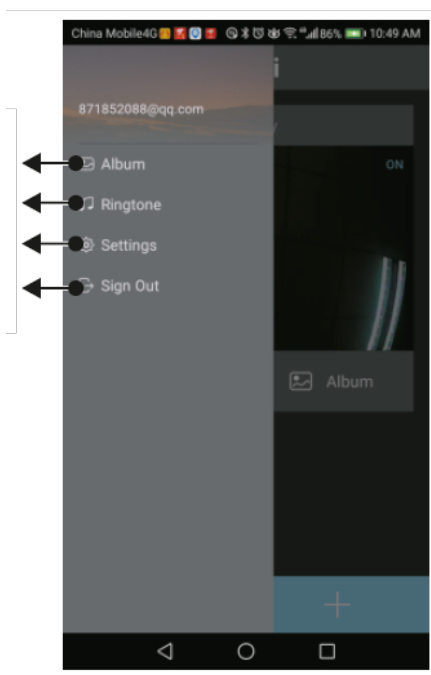 China Mobile4G 86% 10:49 AM
871852088@qq.com
Album
ON
Ringtone
Settings
Sign Out
Album